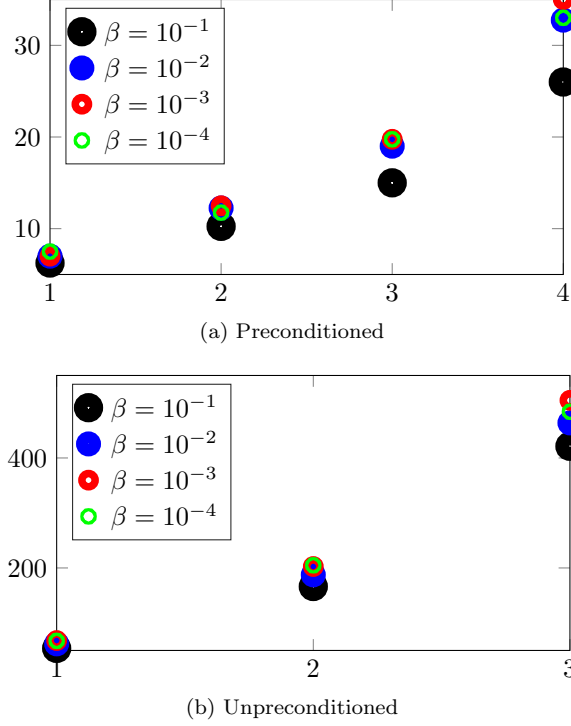 30
20
10
β = 10⁻¹
β = 10⁻²
β = 10⁻³
β = 10⁻⁴
1 2 3 4
(a) Preconditioned
400
200
β = 10⁻¹
β = 10⁻²
β = 10⁻³
β = 10⁻⁴
1 2 3
(b) Unpreconditioned